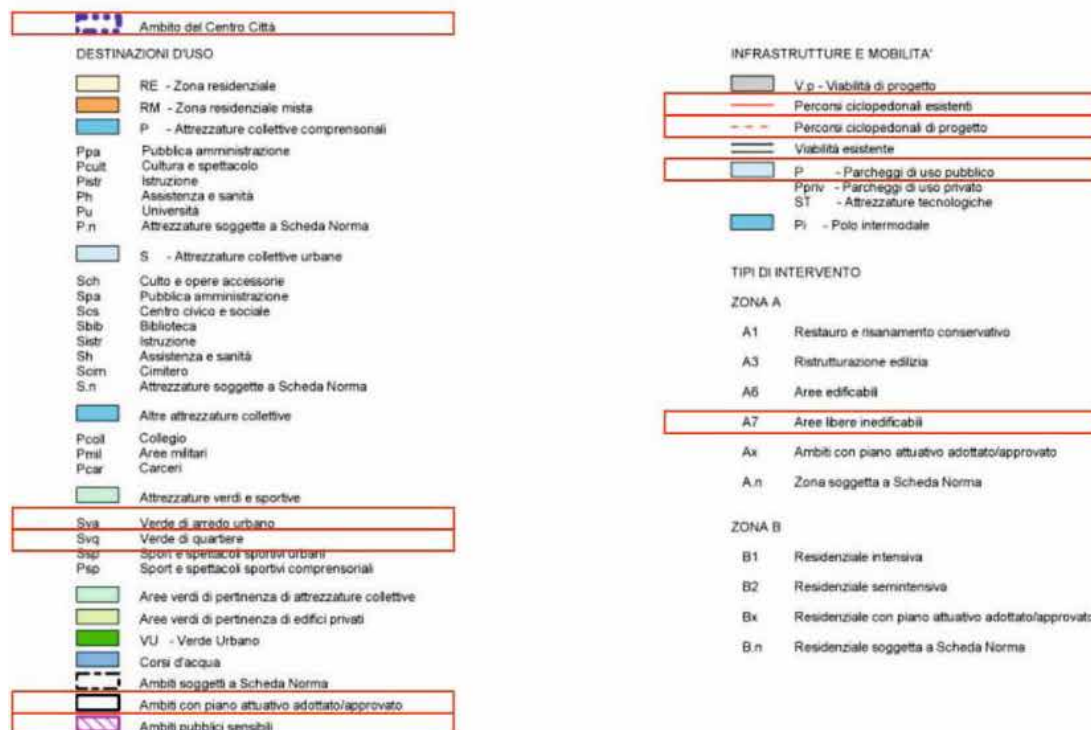 Ambito del Centro Città
DESTINAZIONI D'USO
RE - Zona residenziale
RM - Zona residenziale mista
P - Attrezzature collettive comprensoriali
Ppa Pubblica amministrazione
Pcult Cultura e spettacolo
Pistr Istruzione
Ph Assistenza e sanità
Pu Università
P.n Attrezzature soggette a Scheda Norma
S - Attrezzature collettive urbane
Sch Culto e opere accessorie
Spa Pubblica amministrazione
Scs Centro civico e sociale
Sbib Biblioteca
Sistr Istruzione
Sh Assistenza e sanità
Scim Cimitero
S.n Attrezzature soggette a Scheda Norma
Altre attrezzature collettive
Pcoll Collegio
Pmil Aree militari
Pcar Carceri
Attrezzature verdi e sportive
Sva Verde di arredo urbano
Svq Verde di quartiere
Ssp Sport e spettacoli sportivi urbani
Psp Sport e spettacoli sportivi comprensoriali
Aree verdi di pertinenza di attrezzature collettive
Aree verdi di pertinenza di edifici privati
VU - Verde Urbano
Corsi d'acqua
Ambiti soggetti a Scheda Norma
Ambiti con piano attuativo adottato/approvato
Ambiti pubblici sensibili
INFRASTRUTTURE E MOBILITA'
V.p - Viabilità di progetto
Percorsi ciclopedonali esistenti
Percorsi ciclopedonali di progetto
Viabilità esistente
P - Parcheggi di uso pubblico
Ppriv - Parcheggi di uso privato
ST - Attrezzature tecnologiche
Pi - Polo intermodale
TIPI DI INTERVENTO
ZONA A
A1 Restauro e risanamento conservativo
A3 Ristrutturazione edilizia
A6 Aree edificabili
A7 Aree libere inedificabili
Ax Ambiti con piano attuativo adottato/approvato
A.n Zona soggetta a Scheda Norma
ZONA B
B1 Residenziale intensiva
B2 Residenziale semintensiva
Bx Residenziale con piano attuativo adottato/approvato
B.n Residenziale soggetta a Scheda Norma